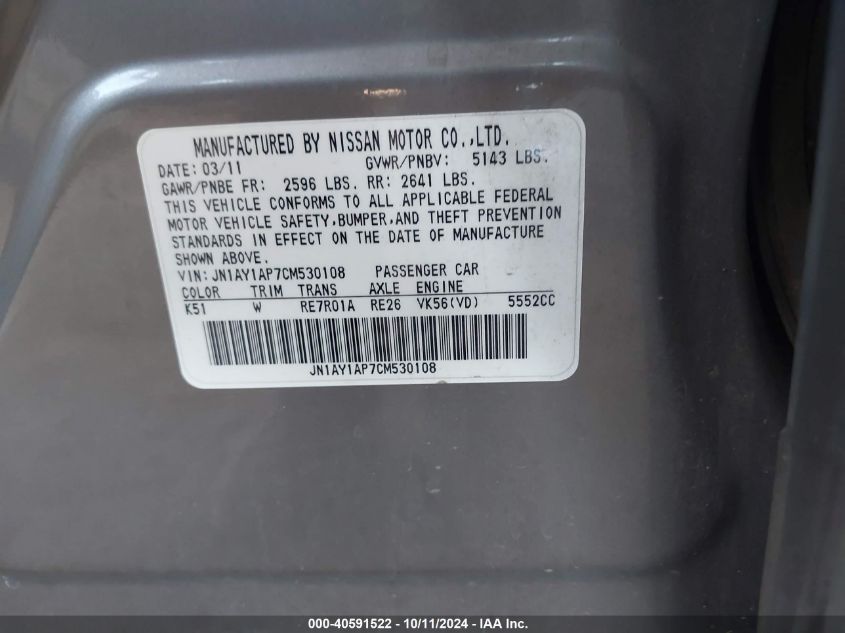 MANUFACTURED BY NISSAN MOTOR CO.,LTD.
DATE: 03/11 GVWR/PNBV: 5143 LBS.
GAWR/PNBE FR: 2596 LBS. RR: 2641 LBS.
THIS VEHICLE CONFORMS TO ALL APPLICABLE FEDERAL
MOTOR VEHICLE SAFETY,BUMPER,AND THEFT PREVENTION
STANDARDS IN EFFECT ON THE DATE OF MANUFACTURE
SHOWN ABOVE.
VIN: JN1AY1AP7CM530108 PASSENGER CAR
COLOR TRIM TRANS AXLE ENGINE
K51 W RE7R01A RE26 VK56(VD) 5552CC
JN1AY1AP7CM530108
000-40591522 - 10/11/2024 - IAA Inc.